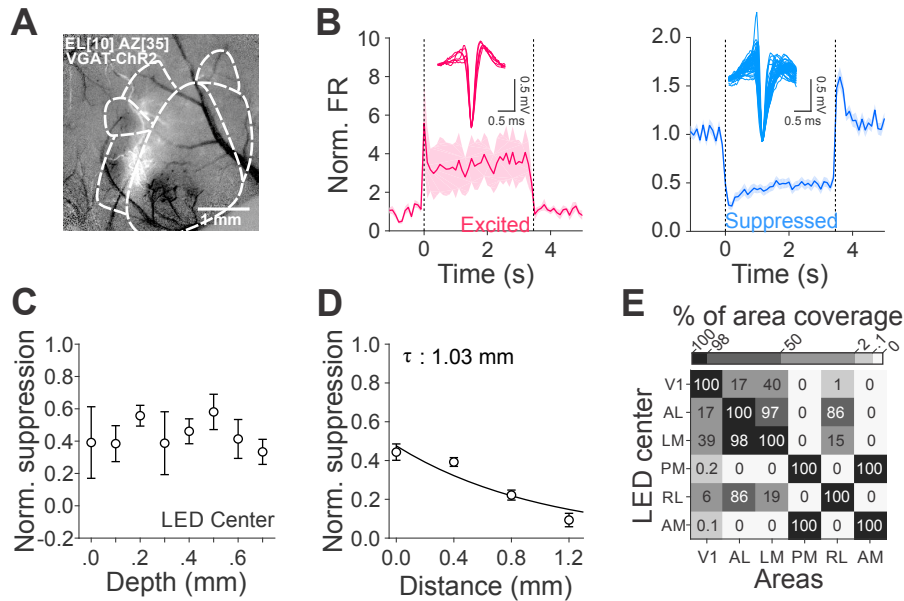 A
EL[10] AZ[35]
VGAT-ChR2
1 mm
B
Norm. FR
10
8
6
4
2
0
0.5 mV
0.5 ms
Excited
0 2 4
Time (s)
2.0
1.5
1.0
0.5
0.0
0.5 mV
0.5 ms
Suppressed
0 2 4
Time (s)
C
Norm. suppression
1.0
0.8
0.6
0.4
0.2
0.0
-0.2
LED Center
.0 .2 .4 .6
Depth (mm)
D
Norm. suppression
1.0
0.8
0.6
0.4
0.2
0
τ : 1.03 mm
0.0 0.4 0.8 1.2
Distance (mm)
E
% of area coverage
100 98 50 2 .1 0
LED center
V1 100 17 40 0 1 0
AL 17 100 97 0 86 0
LM 39 98 100 0 15 0
PM 0.2 0 0 100 0 100
RL 6 86 19 0 100 0
AM 0.1 0 0 100 0 100
V1 AL LM PM RL AM
Areas